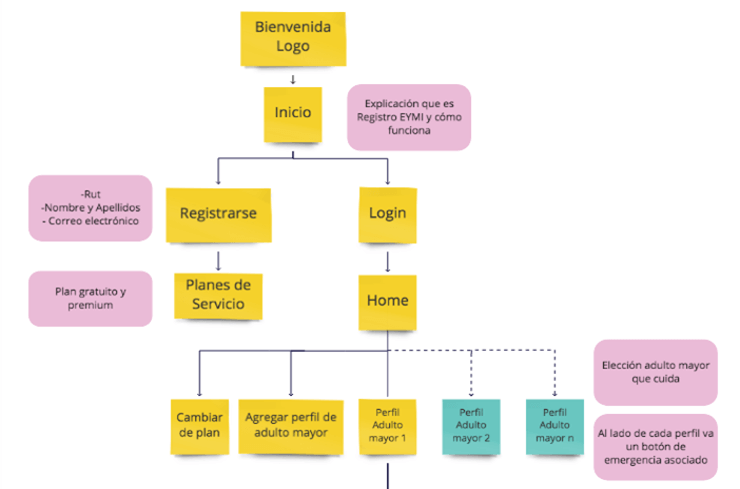 Bienvenida
Logo
Inicio
Explicación que es
Registro EYMI y cómo
funciona
-Rut
-Nombre y Apellidos
- Correo electrónico
Registrarse
Login
Plan gratuito y
premium
Planes de
Servicio
Home
Elección adulto mayor
que cuida
Cambiar
de plan
Agregar perfil de
adulto mayor
Perfil
Adulto
mayor 1
Perfil
Adulto
mayor 2
Perfil
Adulto
mayor n
Al lado de cada perfil va
un botón de
emergencia asociado